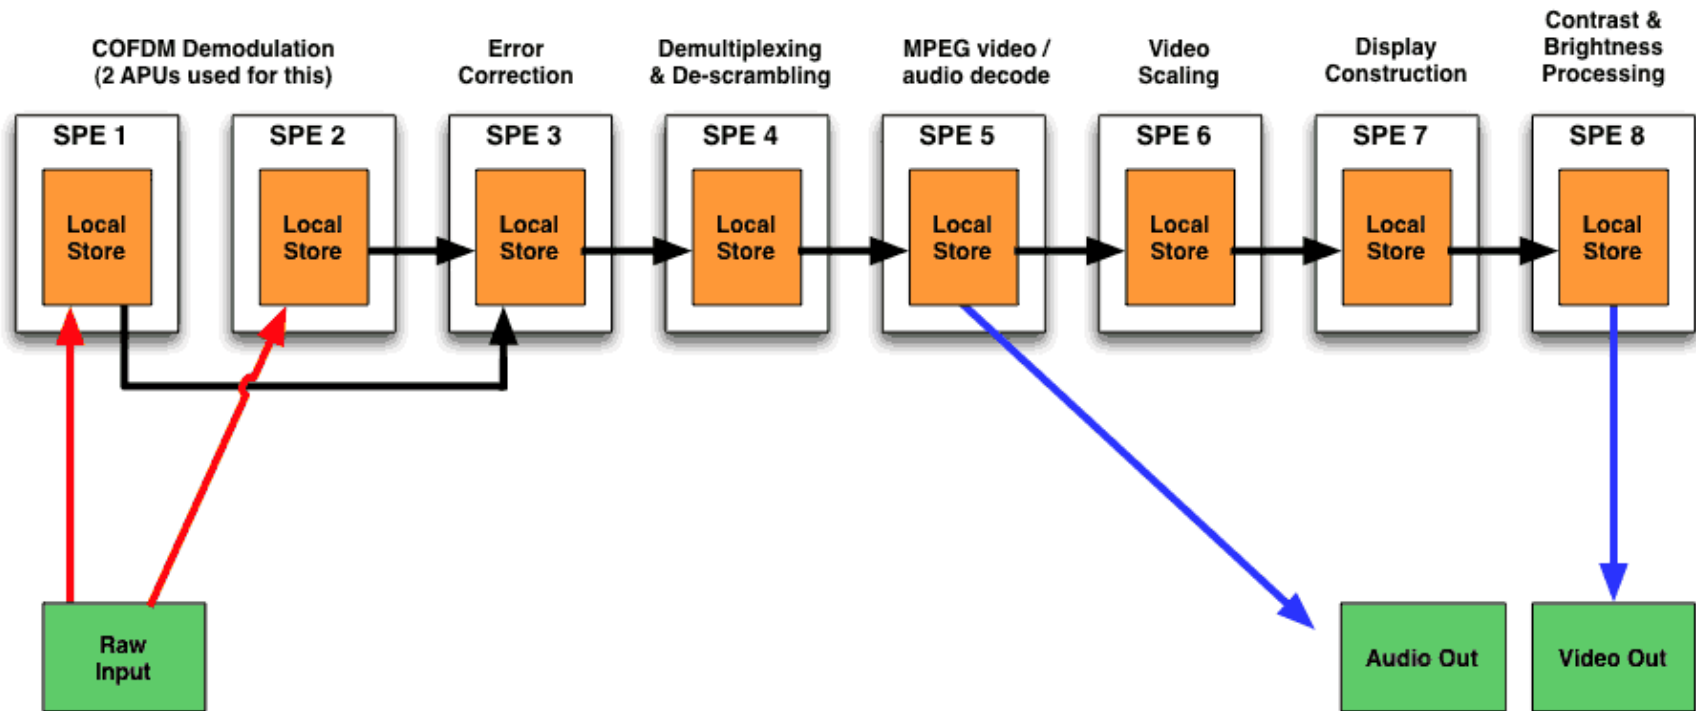 COFDM Demodulation
(2 APUs used for this)
Error
Correction
Demultiplexing
& De-scrambling
MPEG video /
audio decode
Video
Scaling
Display
Construction
Contrast &
Brightness
Processing
SPE 1
SPE 2
SPE 3
SPE 4
SPE 5
SPE 6
SPE 7
SPE 8
Local
Store
Local
Store
Local
Store
Local
Store
Local
Store
Local
Store
Local
Store
Local
Store
Raw
Input
Audio Out
Video Out